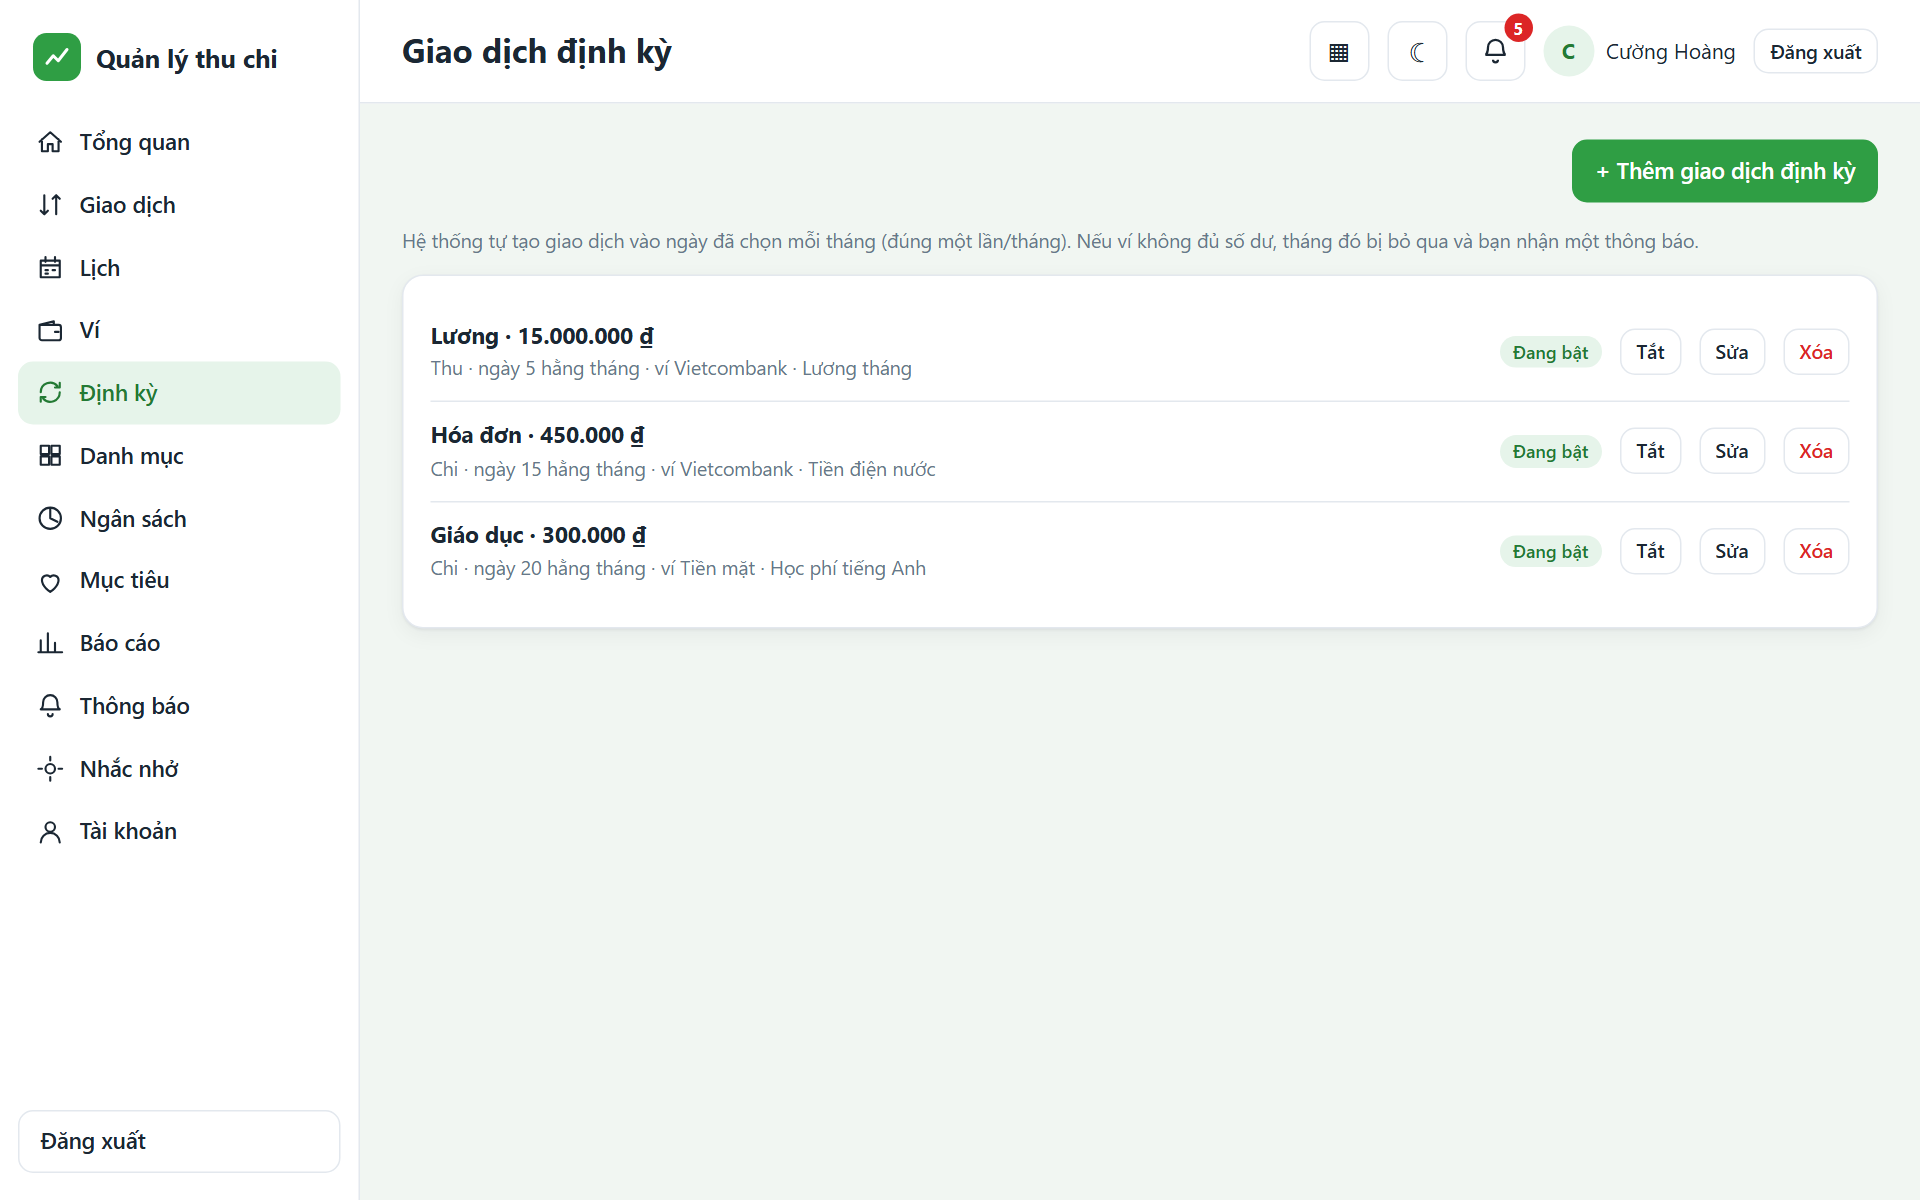 Quản lý thu chi
Tổng quan
Giao dịch
Lịch
Ví
Định kỳ
Danh mục
Ngân sách
Mục tiêu
Báo cáo
Thông báo
Nhắc nhở
Tài khoản
Đăng xuất
Giao dịch định kỳ
5
C
Cường Hoàng
Đăng xuất
+ Thêm giao dịch định kỳ
Hệ thống tự tạo giao dịch vào ngày đã chọn mỗi tháng (đúng một lần/tháng). Nếu ví không đủ số dư, tháng đó bị bỏ qua và bạn nhận một thông báo.
Lương · 15.000.000 ₫
Thu · ngày 5 hằng tháng · ví Vietcombank · Lương tháng
Đang bật
Tắt
Sửa
Xóa
Hóa đơn · 450.000 ₫
Chi · ngày 15 hằng tháng · ví Vietcombank · Tiền điện nước
Đang bật
Tắt
Sửa
Xóa
Giáo dục · 300.000 ₫
Chi · ngày 20 hằng tháng · ví Tiền mặt · Học phí tiếng Anh
Đang bật
Tắt
Sửa
Xóa